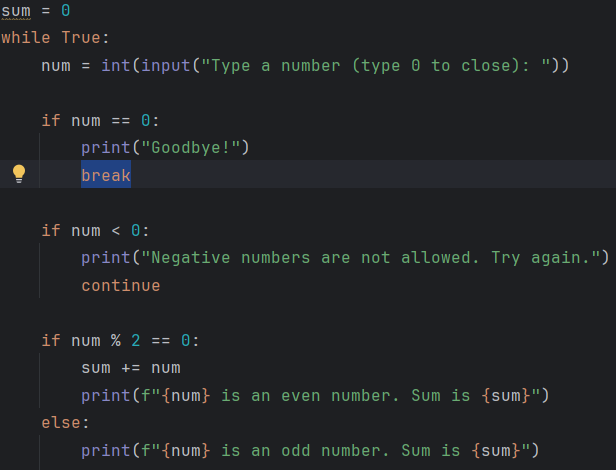 sum = 0
while True:
    num = int(input("Type a number (type 0 to close): "))

    if num == 0:
        print("Goodbye!")
        break

    if num < 0:
        print("Negative numbers are not allowed. Try again.")
        continue

    if num % 2 == 0:
        sum += num
        print(f"{num} is an even number. Sum is {sum}")
    else:
        print(f"{num} is an odd number. Sum is {sum}")